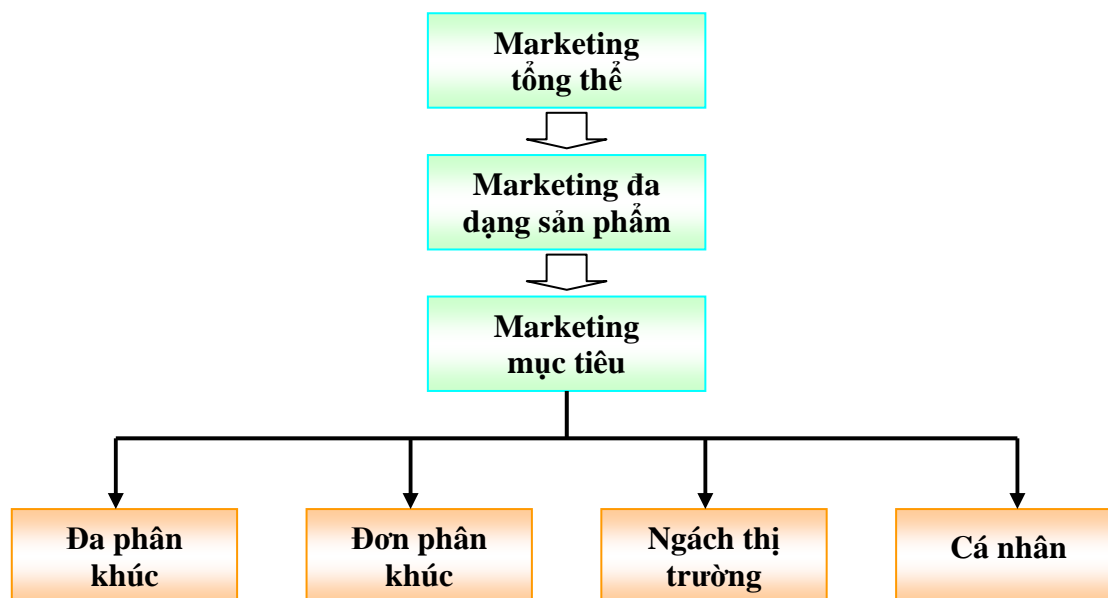 Marketing
tổng thể
Marketing đa
dạng sản phẩm
Marketing
mục tiêu
Đa phân
khúc
Đơn phân
khúc
Ngách thị
trường
Cá nhân